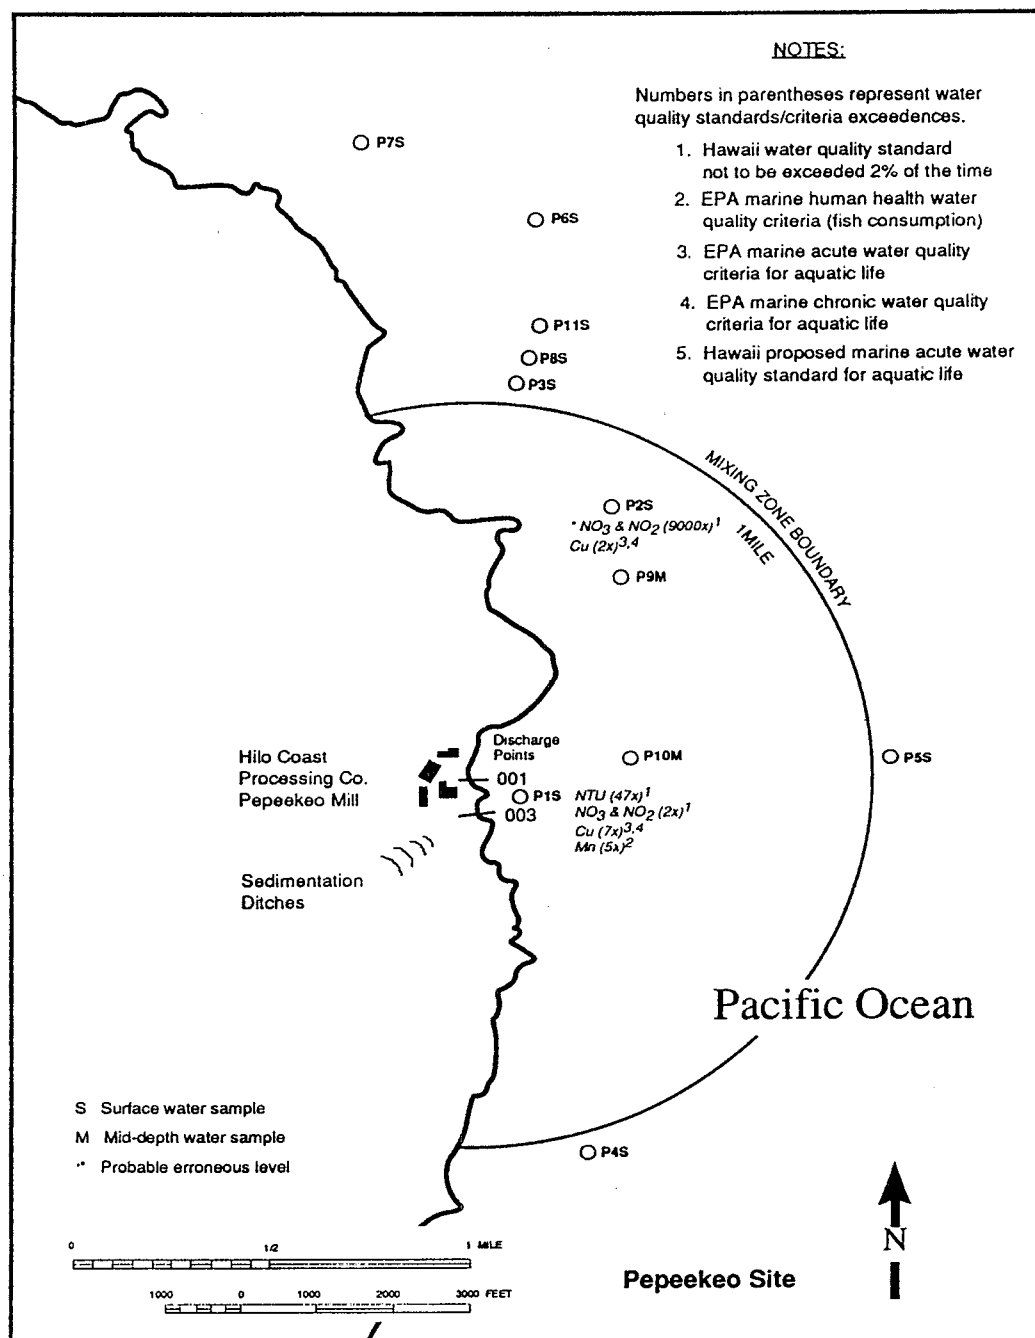 NOTES:
Numbers in parentheses represent water
quality standards/criteria exceedences.
1. Hawaii water quality standard
not to be exceeded 2% of the time
2. EPA marine human health water
quality criteria (fish consumption)
3. EPA marine acute water quality
criteria for aquatic life
4. EPA marine chronic water quality
criteria for aquatic life
5. Hawaii proposed marine acute water
quality standard for aquatic life
P7S
P6S
P11S
P8S
P3S
MIXING ZONE BOUNDARY
1 MILE
P2S
* NO3 & NO2 (9000x)1
Cu (2x)3,4
P9M
Hilo Coast
Processing Co.
Pepeekeo Mill
Discharge
Points
001
003
P10M
P5S
P1S
NTU (47x)1
NO3 & NO2 (2x)1
Cu (7x)3,4
Mn (5x)2
Sedimentation
Ditches
Pacific Ocean
S Surface water sample
M Mid-depth water sample
* Probable erroneous level
P4S
0 1/2 1 MILE
1000 0 1000 2000 3000 FEET
N
Pepeekeo Site